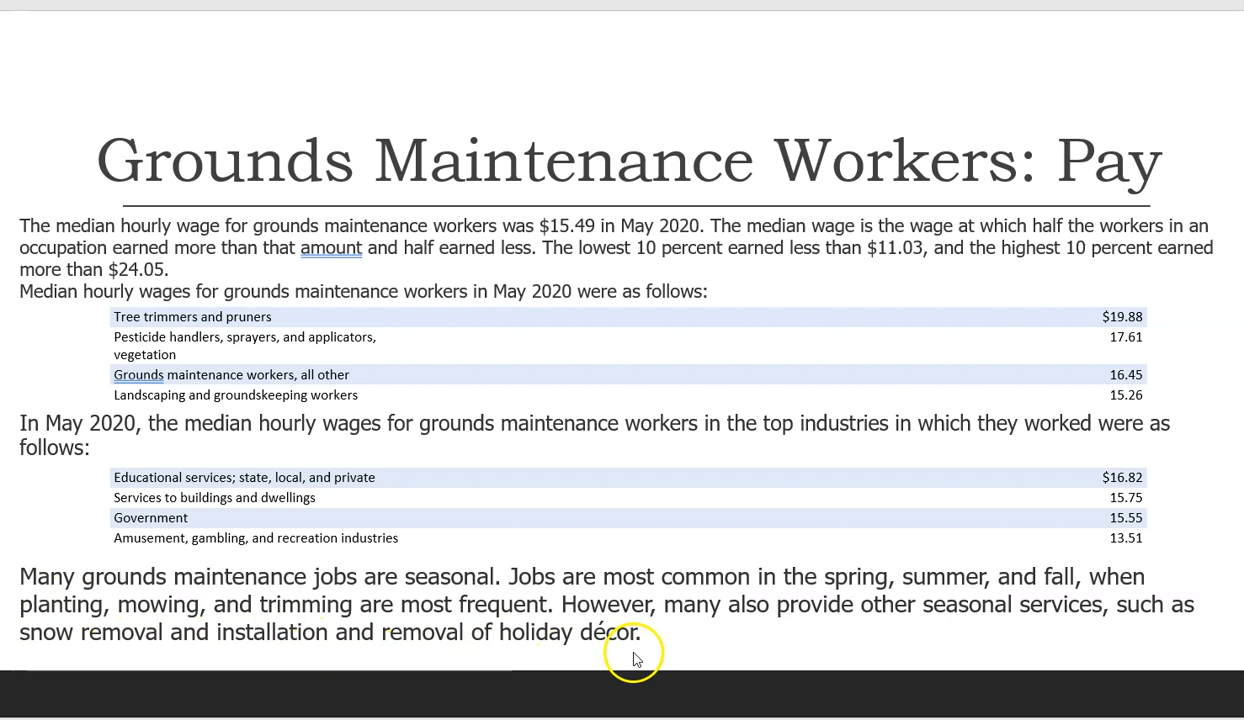 Grounds Maintenance Workers: Pay
The median hourly wage for grounds maintenance workers was $15.49 in May 2020. The median wage is the wage at which half the workers in an
occupation earned more than that amount and half earned less. The lowest 10 percent earned less than $11.03, and the highest 10 percent earned
more than $24.05.
Median hourly wages for grounds maintenance workers in May 2020 were as follows:
Tree trimmers and pruners $19.88
Pesticide handlers, sprayers, and applicators, 17.61
vegetation
Grounds maintenance workers, all other 16.45
Landscaping and groundskeeping workers 15.26
In May 2020, the median hourly wages for grounds maintenance workers in the top industries in which they worked were as
follows:
Educational services; state, local, and private $16.82
Services to buildings and dwellings 15.75
Government 15.55
Amusement, gambling, and recreation industries 13.51
Many grounds maintenance jobs are seasonal. Jobs are most common in the spring, summer, and fall, when
planting, mowing, and trimming are most frequent. However, many also provide other seasonal services, such as
snow removal and installation and removal of holiday décor.